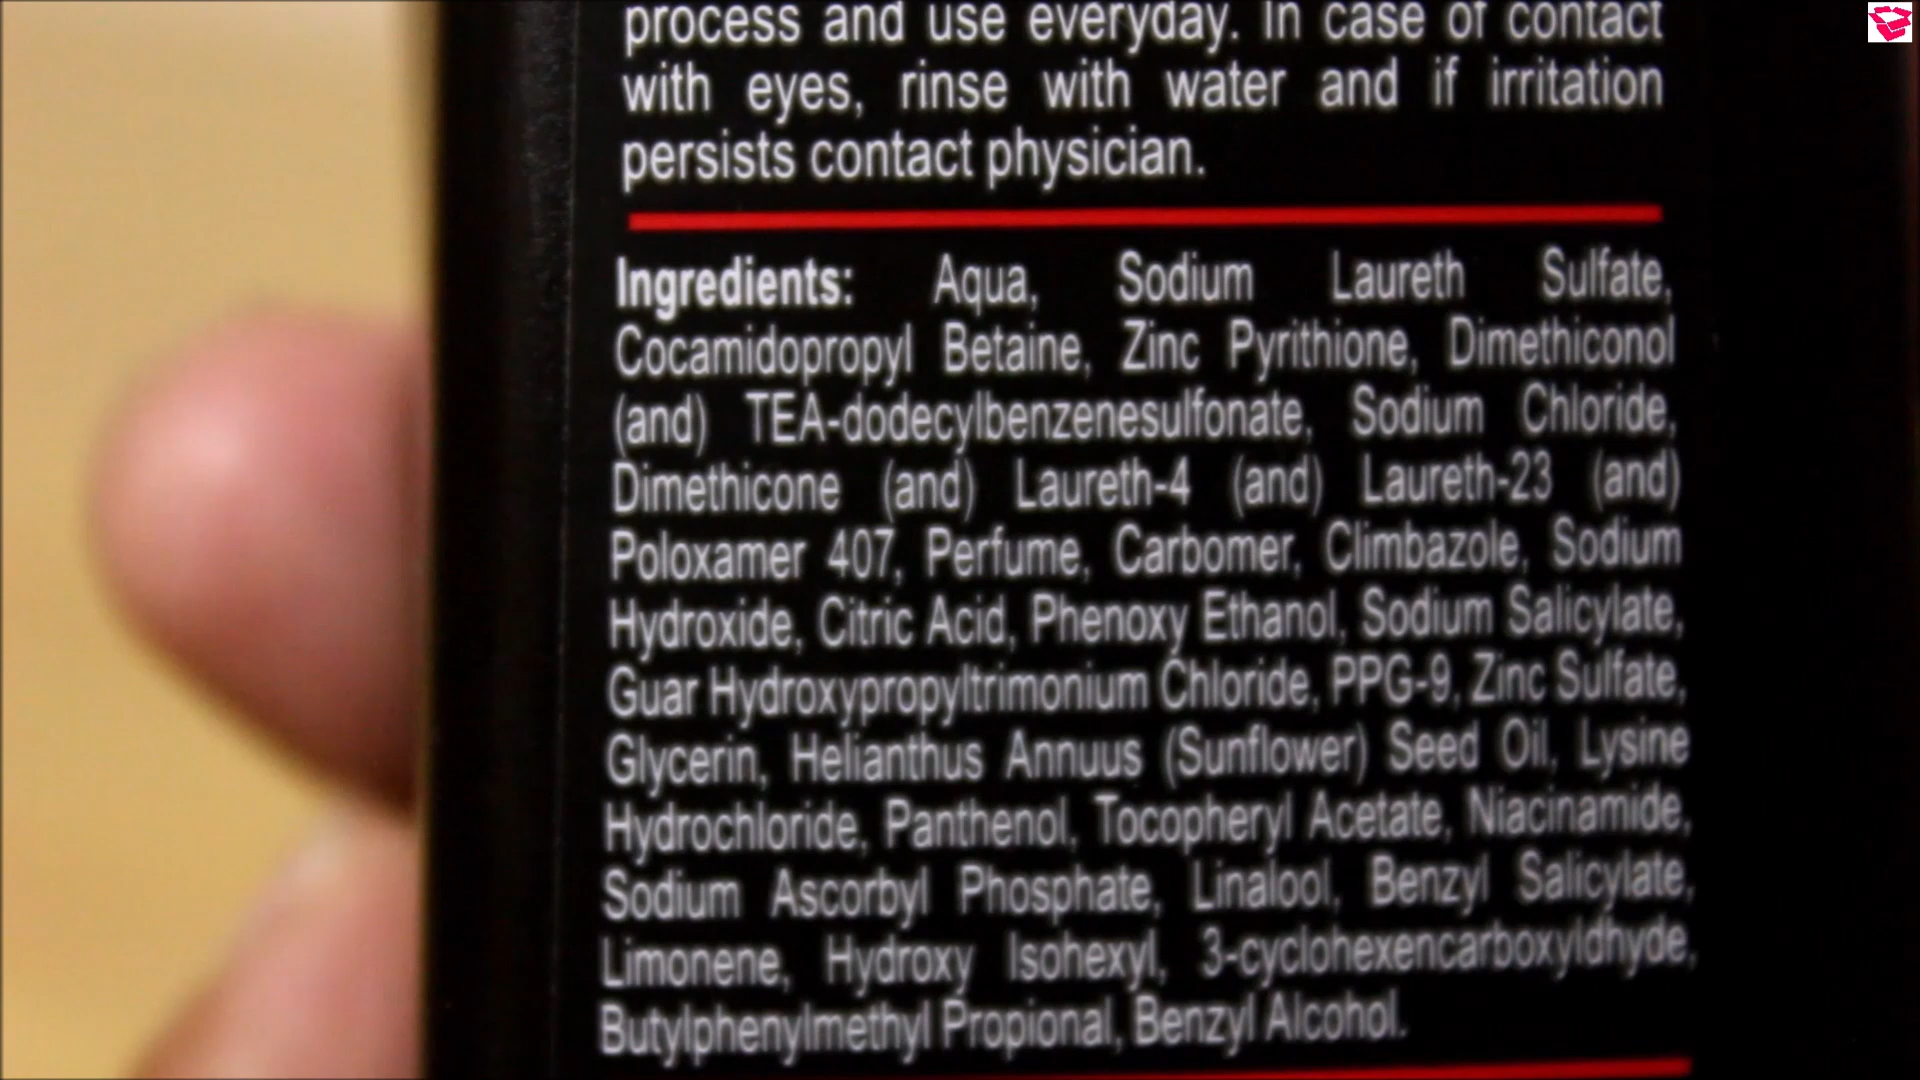 process and use everyday. In case of contact
with eyes, rinse with water and if irritation
persists contact physician.
Ingredients: Aqua, Sodium Laureth Sulfate,
Cocamidopropyl Betaine, Zinc Pyrithione, Dimethiconol
(and) TEA-dodecylbenzenesulfonate, Sodium Chloride,
Dimethicone (and) Laureth-4 (and) Laureth-23 (and)
Poloxamer 407, Perfume, Carbomer, Climbazole, Sodium
Hydroxide, Citric Acid, Phenoxy Ethanol, Sodium Salicylate,
Guar Hydroxypropyltrimonium Chloride, PPG-9, Zinc Sulfate,
Glycerin, Helianthus Annuus (Sunflower) Seed Oil, Lysine
Hydrochloride, Panthenol, Tocopheryl Acetate, Niacinamide,
Sodium Ascorbyl Phosphate, Linalool, Benzyl Salicylate,
Limonene, Hydroxy Isohexyl, 3-cyclohexencarboxyldhyde,
Butylphenylmethyl Propional, Benzyl Alcohol.